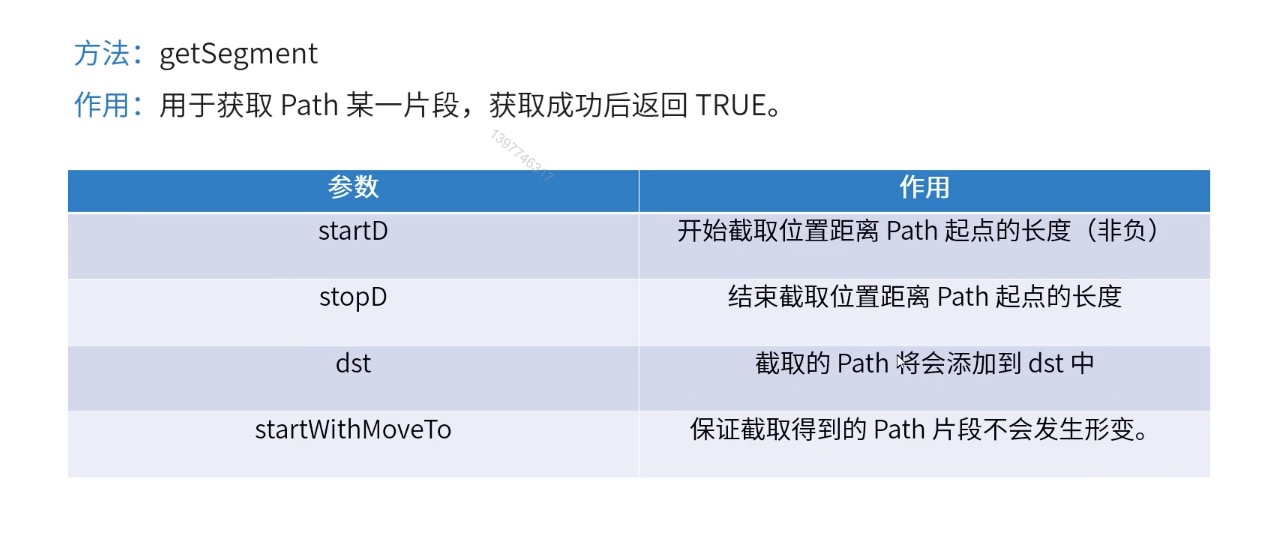 方法：getSegment
作用：用于获取 Path 某一片段，获取成功后返回 TRUE。
1397746317
参数 作用
startD 开始截取位置距离 Path 起点的长度（非负）
stopD 结束截取位置距离 Path 起点的长度
dst 截取的 Path 将会添加到 dst 中
startWithMoveTo 保证截取得到的 Path 片段不会发生形变。